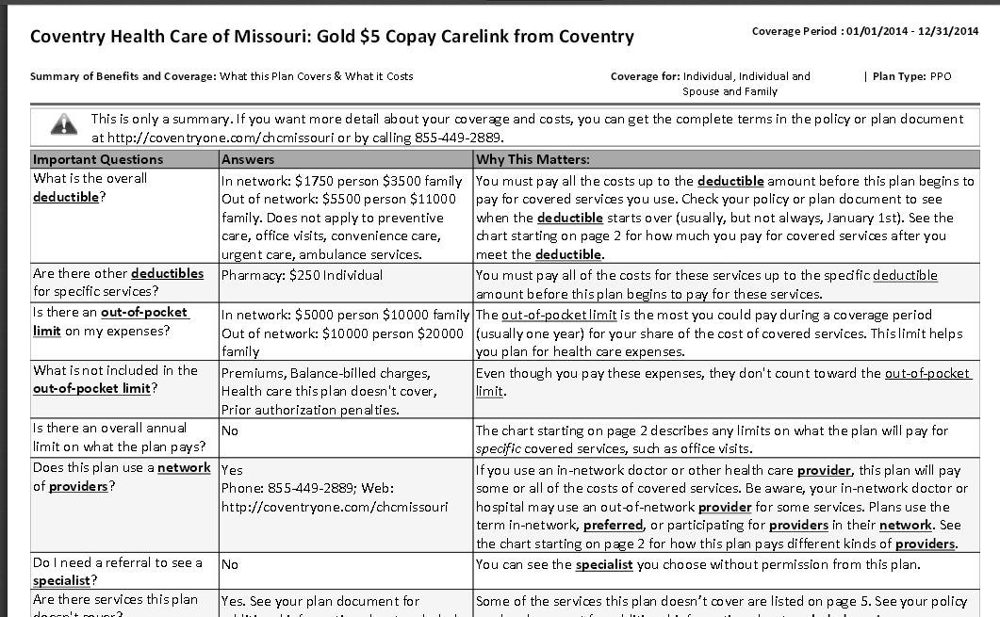 Coventry Health Care of Missouri: Gold $5 Copay Carelink from Coventry
Coverage Period : 01/01/2014 - 12/31/2014
Summary of Benefits and Coverage: What this Plan Covers & What it Costs
Coverage for: Individual, Individual and
Spouse and Family
| Plan Type: PPO
This is only a summary. If you want more detail about your coverage and costs, you can get the complete terms in the policy or plan document
at http://coventryone.com/chcmissouri or by calling 855-449-2889.
Important Questions
Answers
Why This Matters:
What is the overall
deductible?
In network: $1750 person $3500 family
Out of network: $5500 person $11000
family. Does not apply to preventive
care, office visits, convenience care,
urgent care, ambulance services.
You must pay all the costs up to the deductible amount before this plan begins to
pay for covered services you use. Check your policy or plan document to see
when the deductible starts over (usually, but not always, January 1st). See the
chart starting on page 2 for how much you pay for covered services after you
meet the deductible.
Are there other deductibles
for specific services?
Pharmacy: $250 Individual
You must pay all of the costs for these services up to the specific deductible
amount before this plan begins to pay for these services.
Is there an out-of-pocket
limit on my expenses?
In network: $5000 person $10000 family
Out of network: $10000 person $20000
family
The out-of-pocket limit is the most you could pay during a coverage period
(usually one year) for your share of the cost of covered services. This limit helps
you plan for health care expenses.
What is not included in the
out-of-pocket limit?
Premiums, Balance-billed charges,
Health care this plan doesn't cover,
Prior authorization penalties.
Even though you pay these expenses, they don't count toward the out-of-pocket
limit.
Is there an overall annual
limit on what the plan pays?
No
The chart starting on page 2 describes any limits on what the plan will pay for
specific covered services, such as office visits.
Does this plan use a network
of providers?
Yes
Phone: 855-449-2889; Web:
http://coventryone.com/chcmissouri
If you use an in-network doctor or other health care provider, this plan will pay
some or all of the costs of covered services. Be aware, your in-network doctor or
hospital may use an out-of-network provider for some services. Plans use the
term in-network, preferred, or participating for providers in their network. See
the chart starting on page 2 for how this plan pays different kinds of providers.
Do I need a referral to see a
specialist?
No
You can see the specialist you choose without permission from this plan.
Are there services this plan
doesn't cover?
Yes. See your plan document for
Some of the services this plan doesn't cover are listed on page 5. See your policy